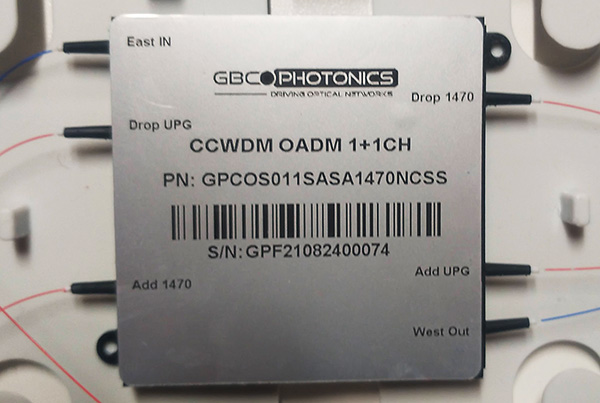 East IN
GBC PHOTONICS
DRIVING OPTICAL NETWORKS
Drop 1470
Drop UPG
CCWDM OADM 1+1CH
PN: GPCOS011SASA1470NCSS
S/N: GPF21082400074
Add UPG
Add 1470
West Out